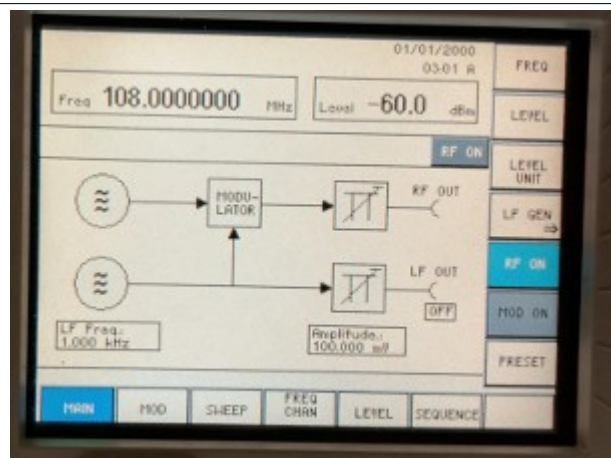 01/01/2000
03-01 A
Freq 108.0000000 MHz
Level -60.0 dBm
RF ON
MODU-
LATOR
RF OUT
LF OUT
OFF
LF Freq.:
1.000 kHz
Amplitude.:
100.000 mV
FREQ
LEVEL
LEVEL
UNIT
LF GEN
⇒
RF ON
MOD ON
PRESET
MAIN
MOD
SWEEP
FREQ
CHAN
LEVEL
SEQUENCE